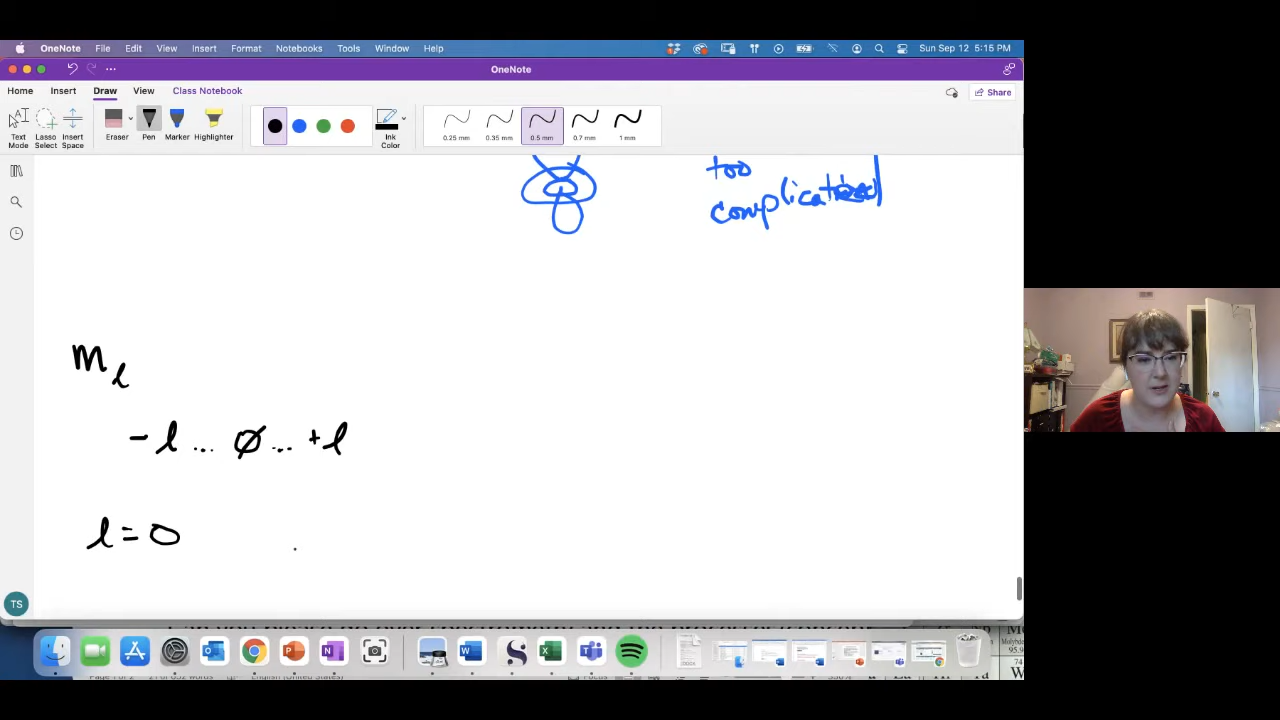 OneNote File Edit View Insert Format Notebooks Tools Window Help Sun Sep 12 5:15 PM
OneNote
Home Insert Draw View Class Notebook Share
Text Mode Lasso Select Insert Space Eraser Pen Marker Highlighter Ink Color 0.25 mm 0.35 mm 0.5 mm 0.7 mm 1 mm
too
complicated
m_l
-l ... ∅ ... +l
l = 0
TS